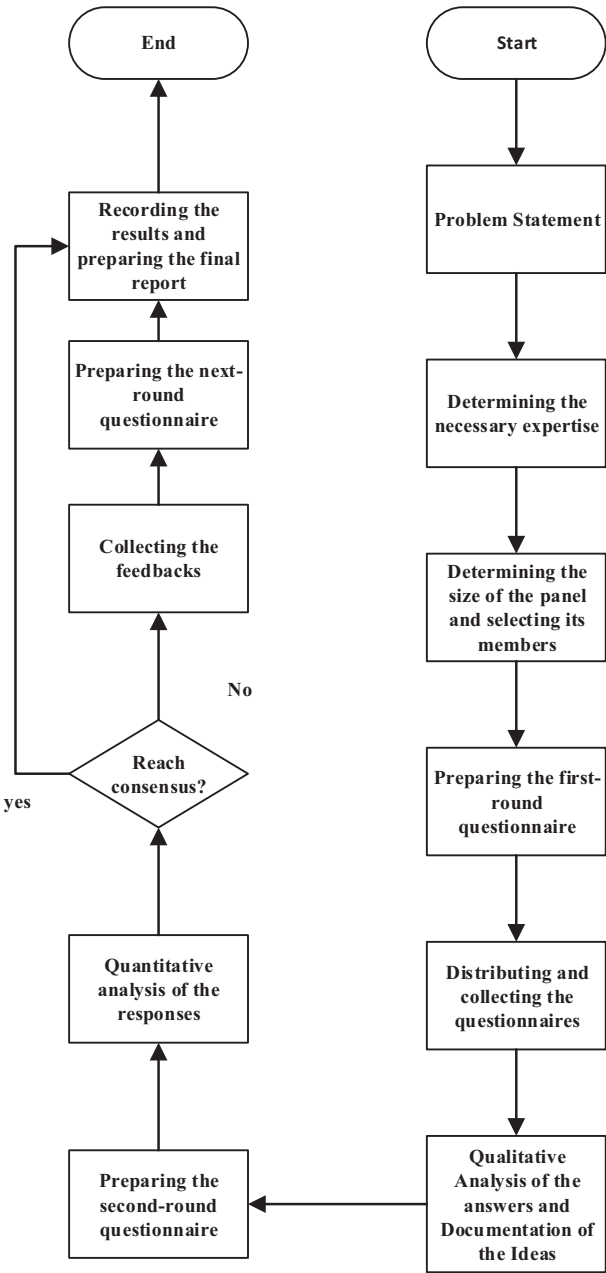 Start
Problem Statement
Determining the
necessary expertise
Determining the
size of the panel
and selecting its
members
Preparing the first-
round
questionnaire
Distributing and
collecting the
questionnaires
Qualitative
Analysis of the
answers and
Documentation of
the Ideas
Preparing the
second-round
questionnaire
Quantitative
analysis of the
responses
Reach
consensus?
yes
No
Collecting the
feedbacks
Preparing the next-
round
questionnaire
Recording the
results and
preparing the final
report
End